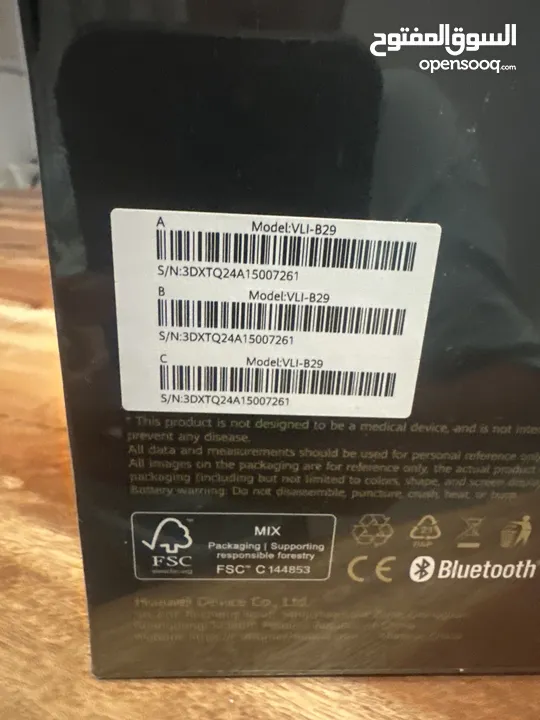 السوق المفتوح
opensooq.com
A
Model:VLI-B29
S/N:3DXTQ24A15007261
B
Model:VLI-B29
S/N:3DXTQ24A15007261
C
Model:VLI-B29
S/N:3DXTQ24A15007261
* This product is not designed to be a medical device, and is not inte
prevent any disease.
All data and measurements should be used for personal reference only
All images on the packaging are for reference only, the actual product
packaging (including but not limited to colors, shape, and screen display
Battery warning: Do not disassemble, puncture, crush, heat, or burn
FSC
MIX
Packaging | Supporting
responsible forestry
FSC™ C144853
PAP
CE
Bluetooth
Huawei Device Co., Ltd.